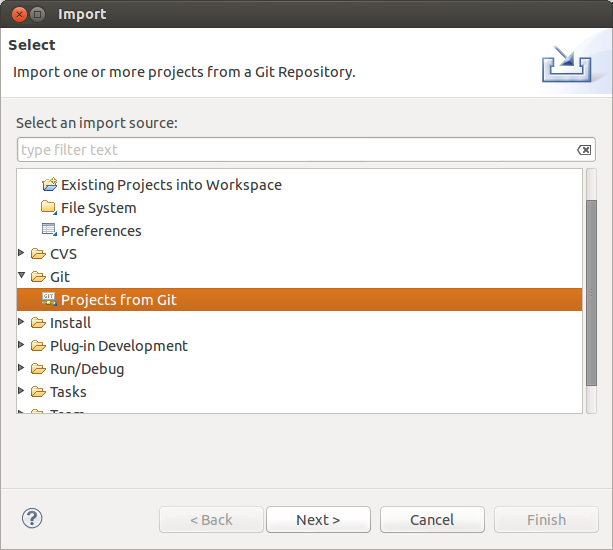 Import
Select
Import one or more projects from a Git Repository.
Select an import source:
type filter text
Existing Projects into Workspace
File System
Preferences
CVS
Git
Projects from Git
Install
Plug-in Development
Run/Debug
Tasks
Team
< Back
Next >
Cancel
Finish